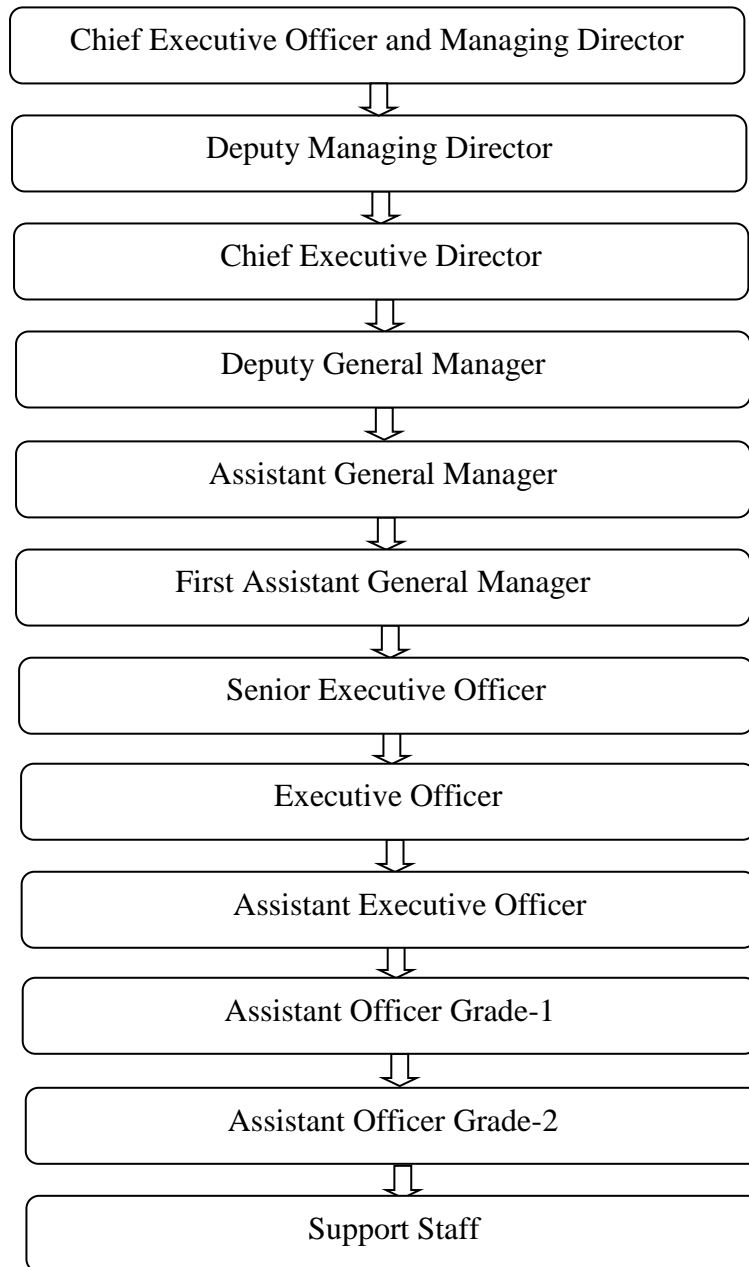 Chief Executive Officer and Managing Director
Deputy Managing Director
Chief Executive Director
Deputy General Manager
Assistant General Manager
First Assistant General Manager
Senior Executive Officer
Executive Officer
Assistant Executive Officer
Assistant Officer Grade-1
Assistant Officer Grade-2
Support Staff